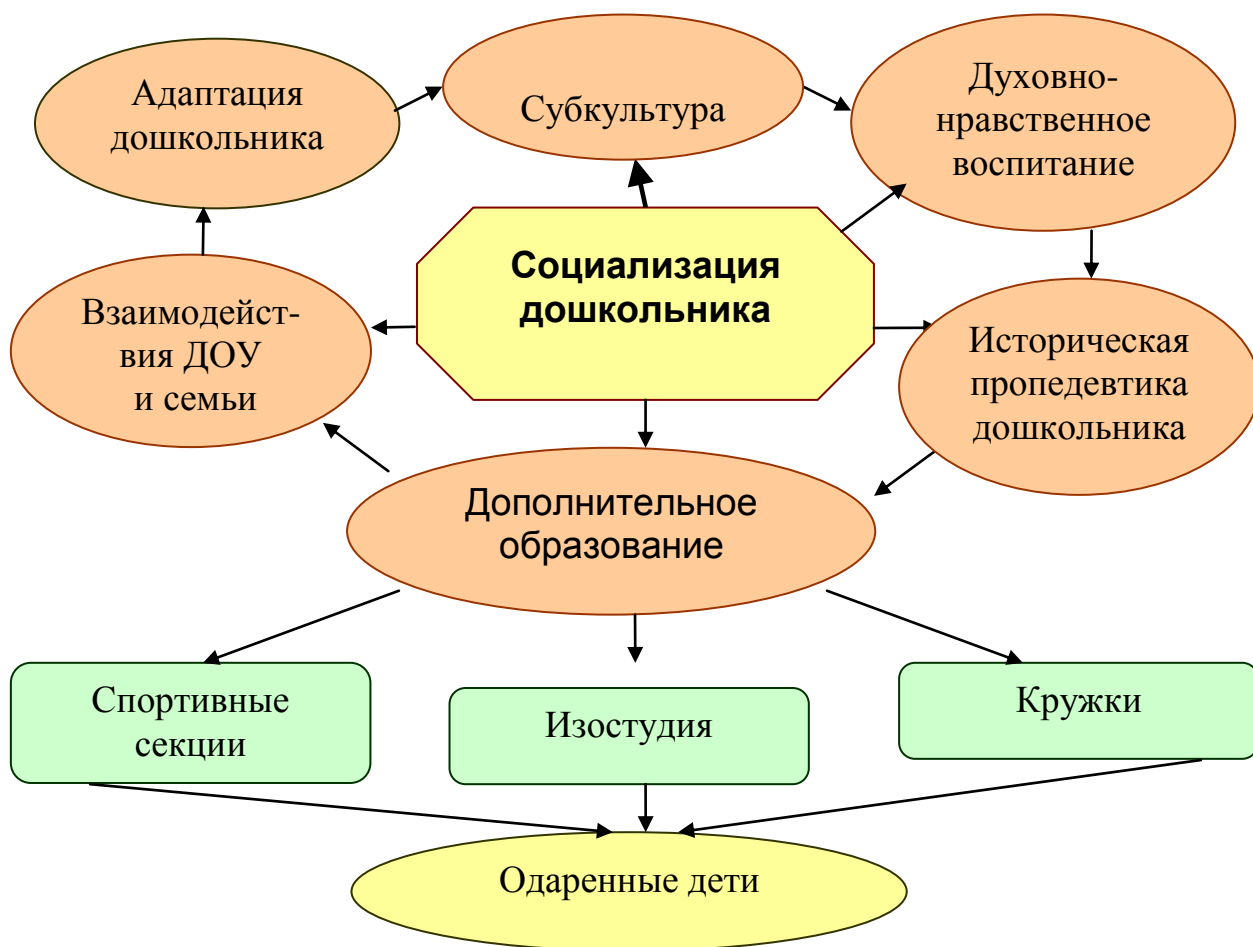 Адаптация
дошкольника
Субкультура
Духовно-
нравственное
воспитание
Социализация
дошкольника
Взаимодейст-
вия ДОУ
и семьи
Историческая
пропедевтика
дошкольника
Дополнительное
образование
Спортивные
секции
Изостудия
Кружки
Одаренные дети